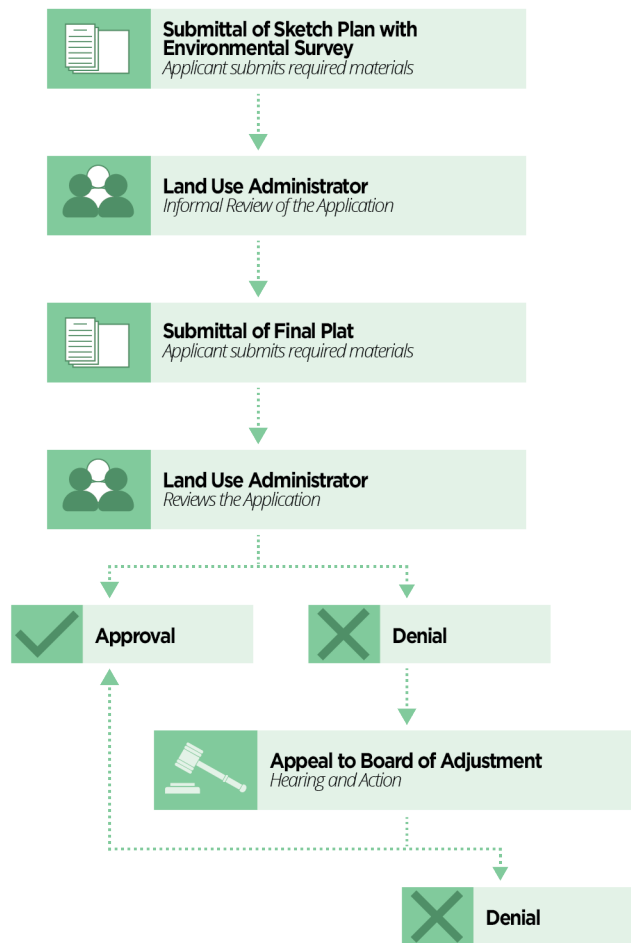 Submittal of Sketch Plan with
Environmental Survey
Applicant submits required materials
Land Use Administrator
Informal Review of the Application
Submittal of Final Plat
Applicant submits required materials
Land Use Administrator
Reviews the Application
Approval
Denial
Appeal to Board of Adjustment
Hearing and Action
Denial